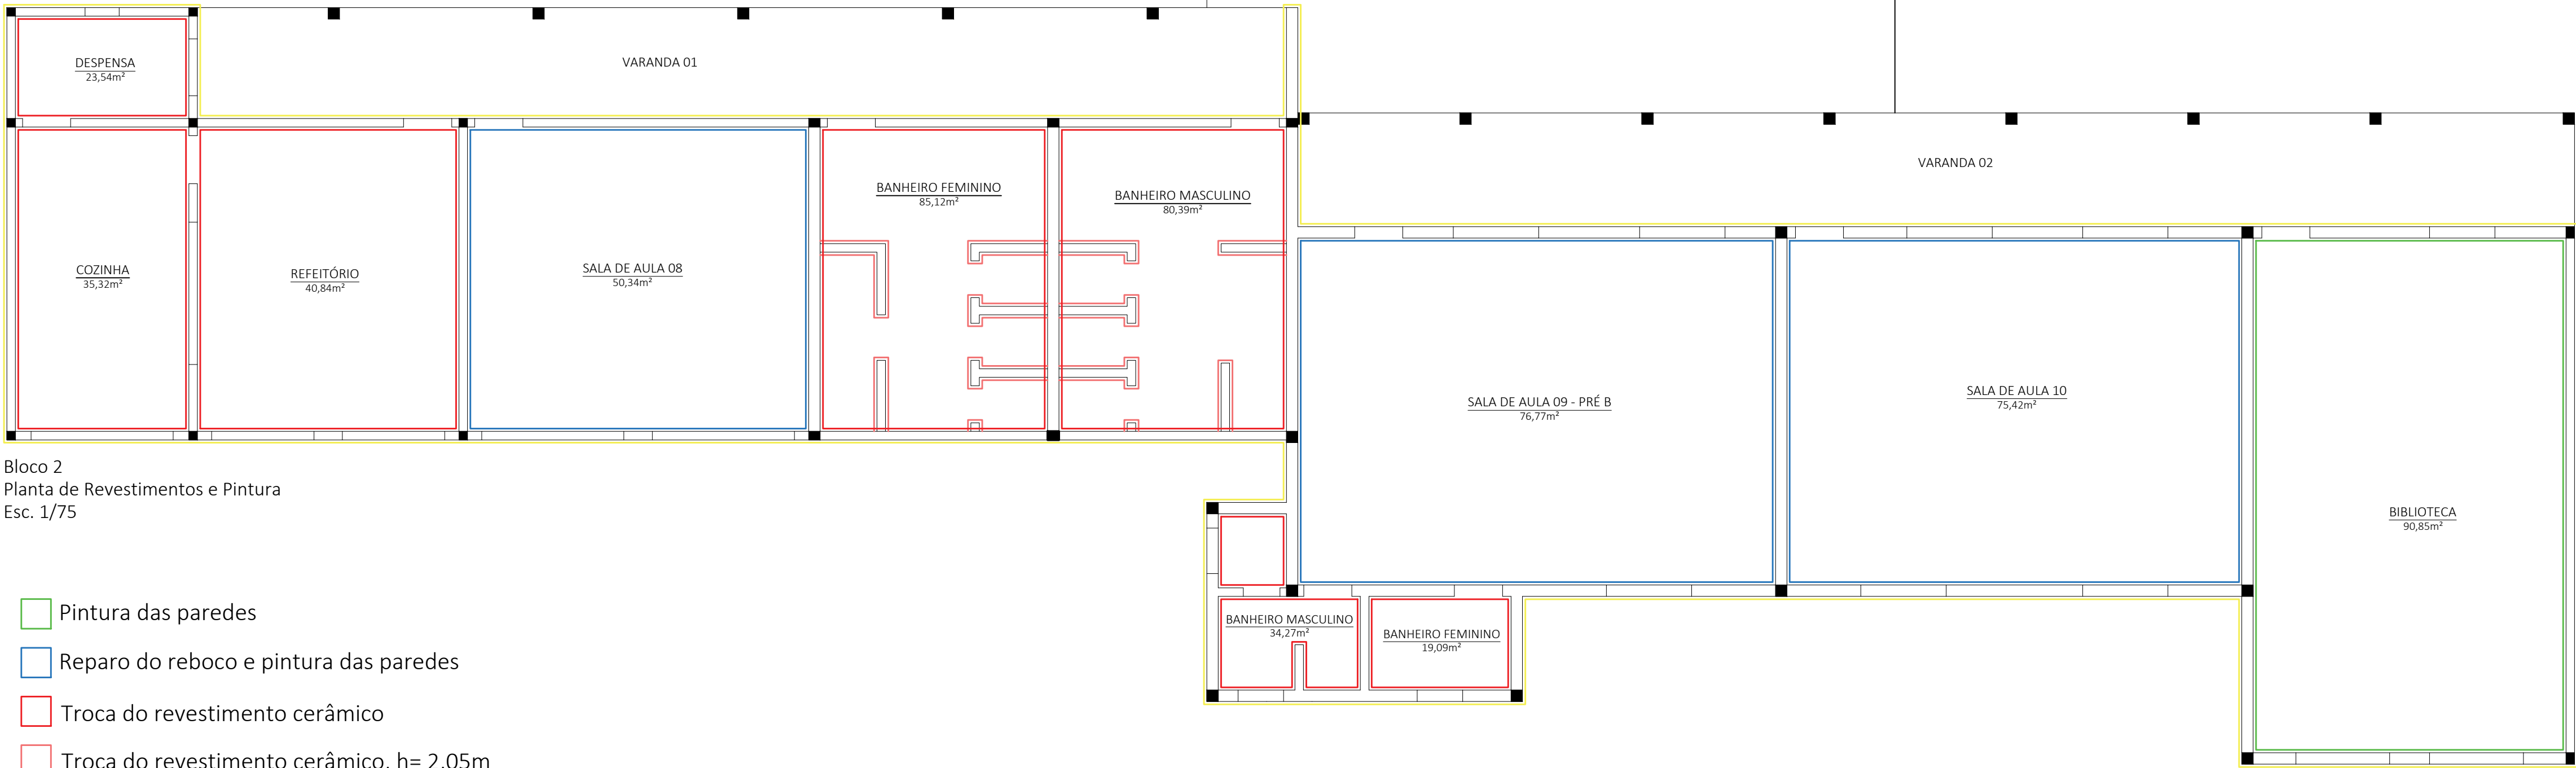 DESPENSA
23,54m²
VARANDA 01
VARANDA 02
BANHEIRO FEMININO
85,12m²
BANHEIRO MASCULINO
80,39m²
COZINHA
35,32m²
REFEITÓRIO
40,84m²
SALA DE AULA 08
50,34m²
SALA DE AULA 09 - PRÉ B
76,77m²
SALA DE AULA 10
75,42m²
BIBLIOTECA
90,85m²
Bloco 2
Planta de Revestimentos e Pintura
Esc. 1/75
BANHEIRO MASCULINO
34,27m²
BANHEIRO FEMININO
19,09m²
Pintura das paredes
Reparo do reboco e pintura das paredes
Troca do revestimento cerâmico
Troca do revestimento cerâmico, h= 2,05m